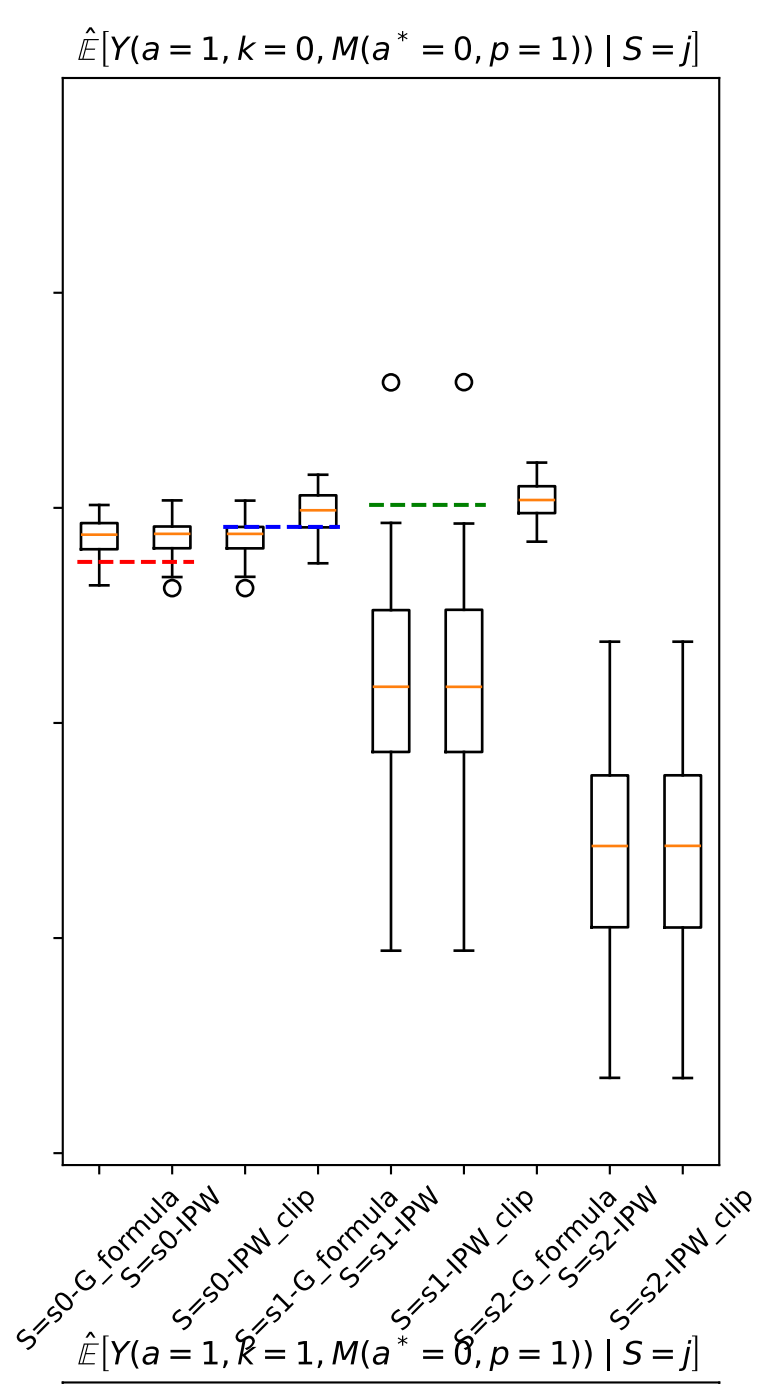 𝔼̂[Y(a = 1, k = 0, M(a* = 0, p = 1)) | S = j]
S=s0-G_formula
S=s0-IPW
S=s0-IPW_clip
S=s1-G_formula
S=s1-IPW
S=s1-IPW_clip
S=s2-G_formula
S=s2-IPW
S=s2-IPW_clip
𝔼̂[Y(a = 1, k = 1, M(a* = 0, p = 1)) | S = j]